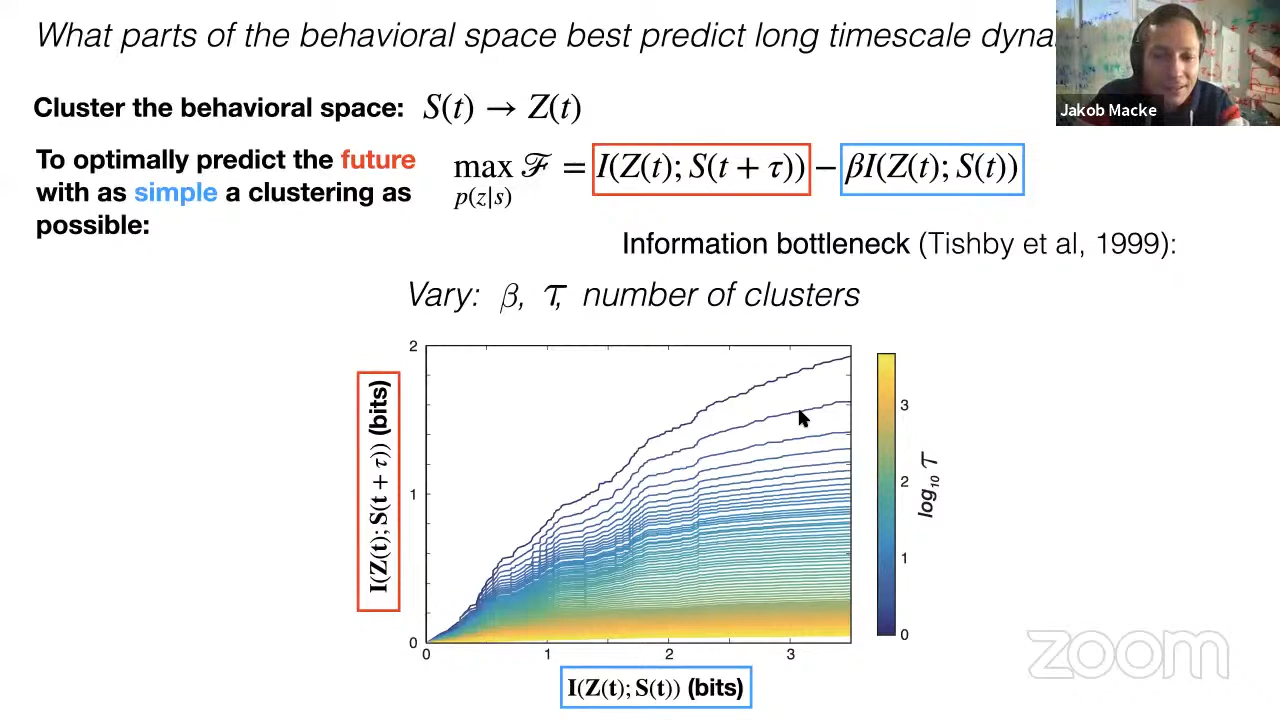 What parts of the behavioral space best predict long timescale dyna
Jakob Macke
Cluster the behavioral space: S(t) → Z(t)
To optimally predict the future
with as simple a clustering as
possible:
max ℱ = I(Z(t); S(t + τ)) − βI(Z(t); S(t))
p(z|s)
Information bottleneck (Tishby et al, 1999):
Vary: β, τ, number of clusters
I(Z(t); S(t + τ)) (bits)
2
1
0
0 1 2 3
I(Z(t); S(t)) (bits)
3
2
1
0
log10 τ
zoom